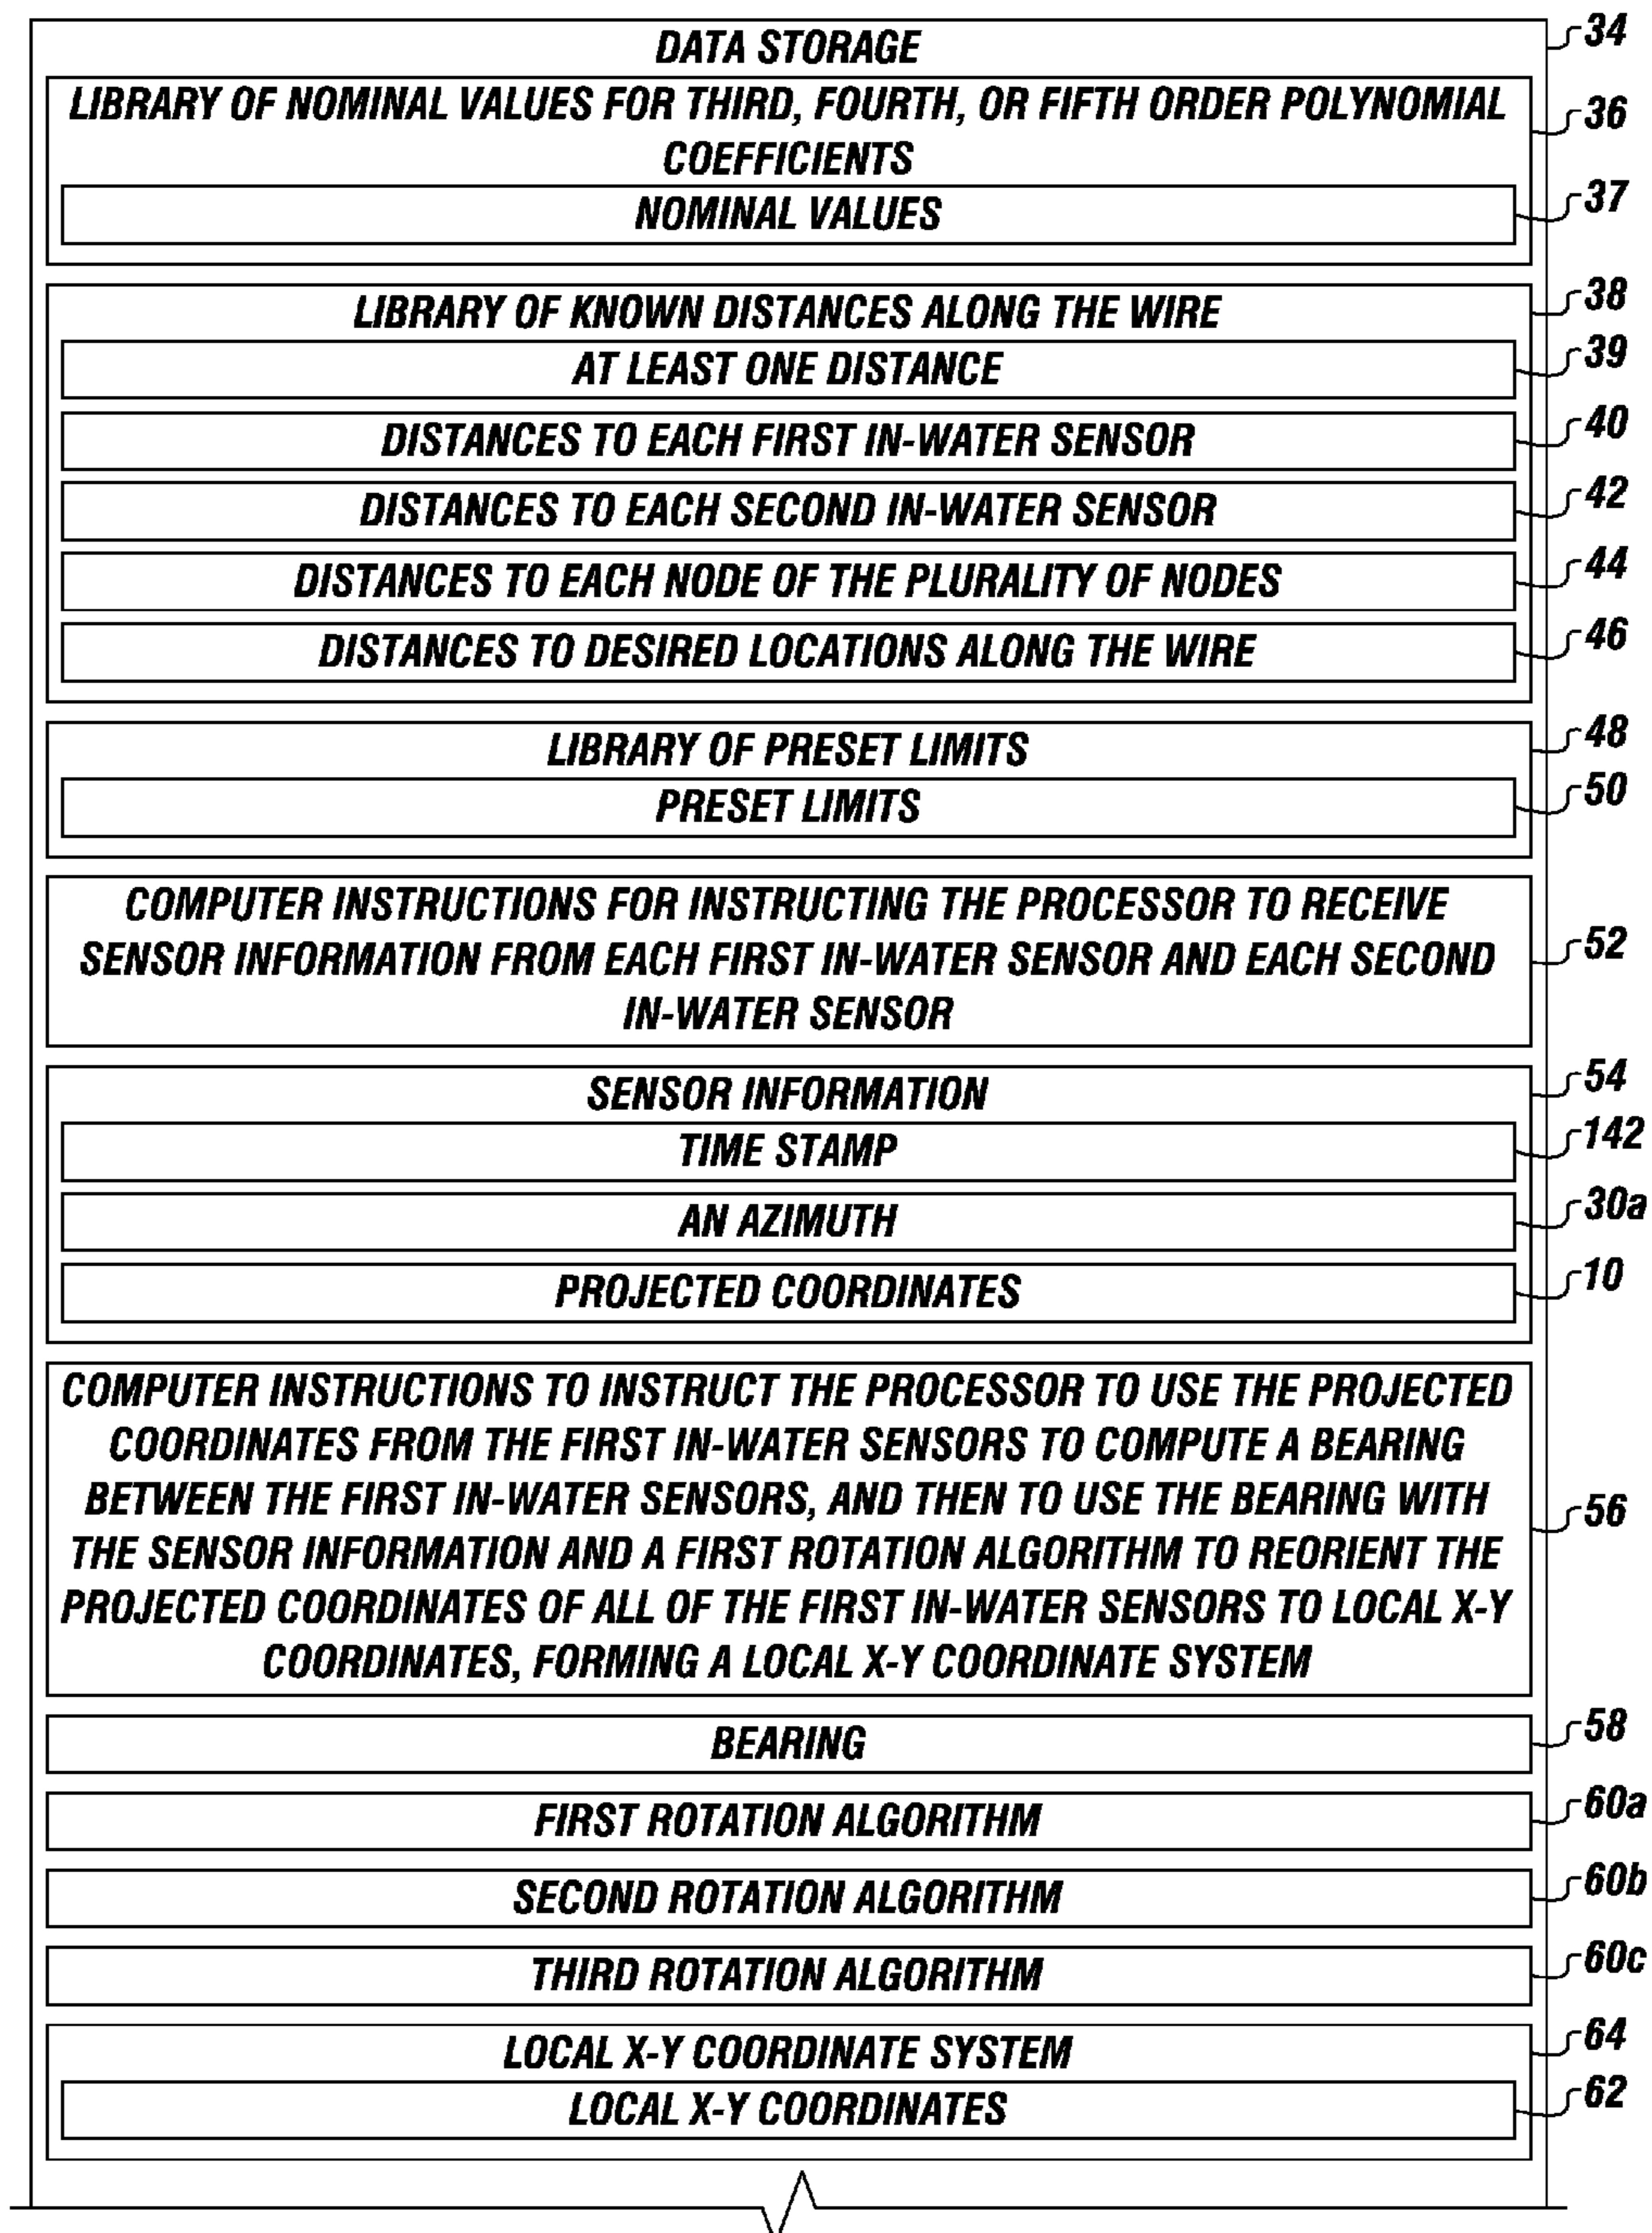 DATA STORAGE 34
LIBRARY OF NOMINAL VALUES FOR THIRD, FOURTH, OR FIFTH ORDER POLYNOMIAL 36
COEFFICIENTS
NOMINAL VALUES 37
LIBRARY OF KNOWN DISTANCES ALONG THE WIRE 38
AT LEAST ONE DISTANCE 39
DISTANCES TO EACH FIRST IN-WATER SENSOR 40
DISTANCES TO EACH SECOND IN-WATER SENSOR 42
DISTANCES TO EACH NODE OF THE PLURALITY OF NODES 44
DISTANCES TO DESIRED LOCATIONS ALONG THE WIRE 46
LIBRARY OF PRESET LIMITS 48
PRESET LIMITS 50
COMPUTER INSTRUCTIONS FOR INSTRUCTING THE PROCESSOR TO RECEIVE
SENSOR INFORMATION FROM EACH FIRST IN-WATER SENSOR AND EACH SECOND 52
IN-WATER SENSOR
SENSOR INFORMATION 54
TIME STAMP 142
AN AZIMUTH 30a
PROJECTED COORDINATES 10
COMPUTER INSTRUCTIONS TO INSTRUCT THE PROCESSOR TO USE THE PROJECTED
COORDINATES FROM THE FIRST IN-WATER SENSORS TO COMPUTE A BEARING
BETWEEN THE FIRST IN-WATER SENSORS, AND THEN TO USE THE BEARING WITH 56
THE SENSOR INFORMATION AND A FIRST ROTATION ALGORITHM TO REORIENT THE
PROJECTED COORDINATES OF ALL OF THE FIRST IN-WATER SENSORS TO LOCAL X-Y
COORDINATES, FORMING A LOCAL X-Y COORDINATE SYSTEM
BEARING 58
FIRST ROTATION ALGORITHM 60a
SECOND ROTATION ALGORITHM 60b
THIRD ROTATION ALGORITHM 60c
LOCAL X-Y COORDINATE SYSTEM 64
LOCAL X-Y COORDINATES 62